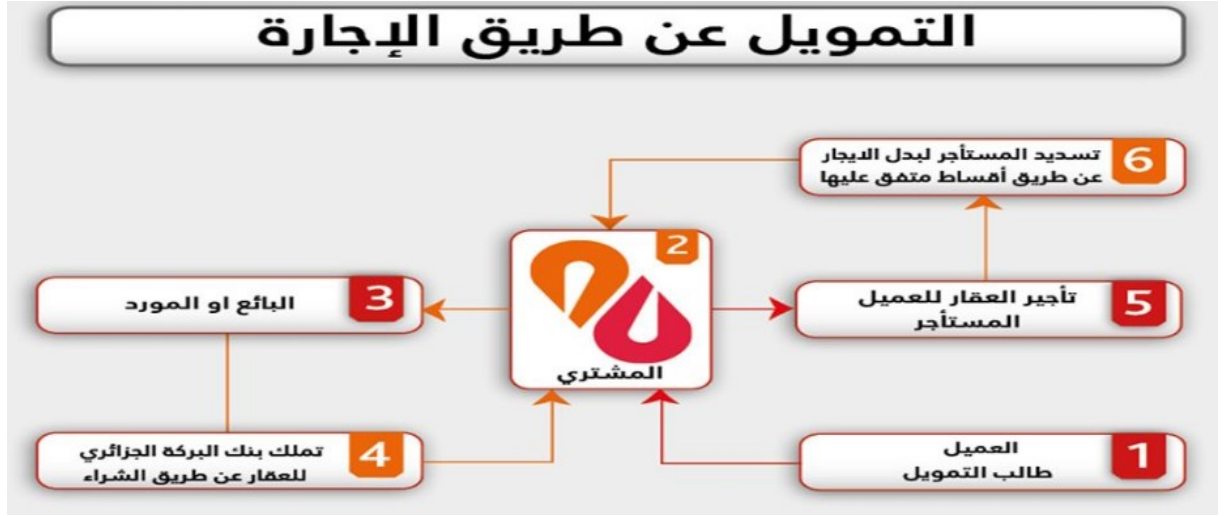 التمويل عن طريق الإجارة
6
تسديد المستأجر لبدل الايجار
عن طريق أقساط متفق عليها
2
المشتري
3
البائع او المورد
5
تأجير العقار للعميل
المستأجر
4
تملك بنك البركة الجزائري
للعقار عن طريق الشراء
1
العميل
طالب التمويل